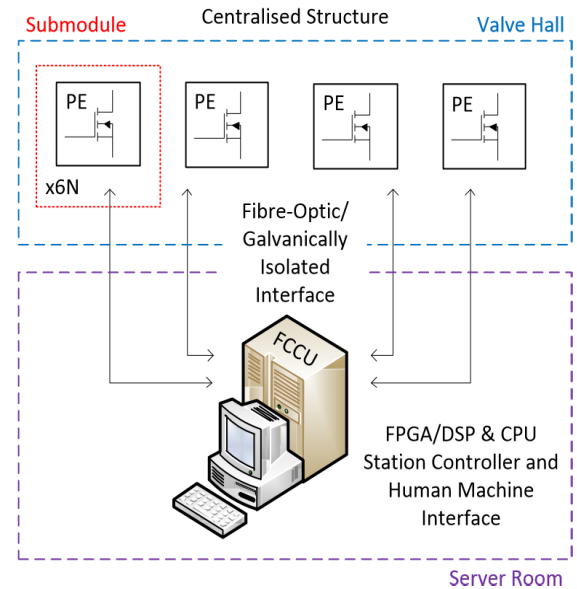 Centralised Structure
Submodule
Valve Hall
PE
PE
PE
PE
x6N
Fibre-Optic/
Galvanically
Isolated
Interface
FCCU
FPGA/DSP & CPU
Station Controller and
Human Machine
Interface
Server Room